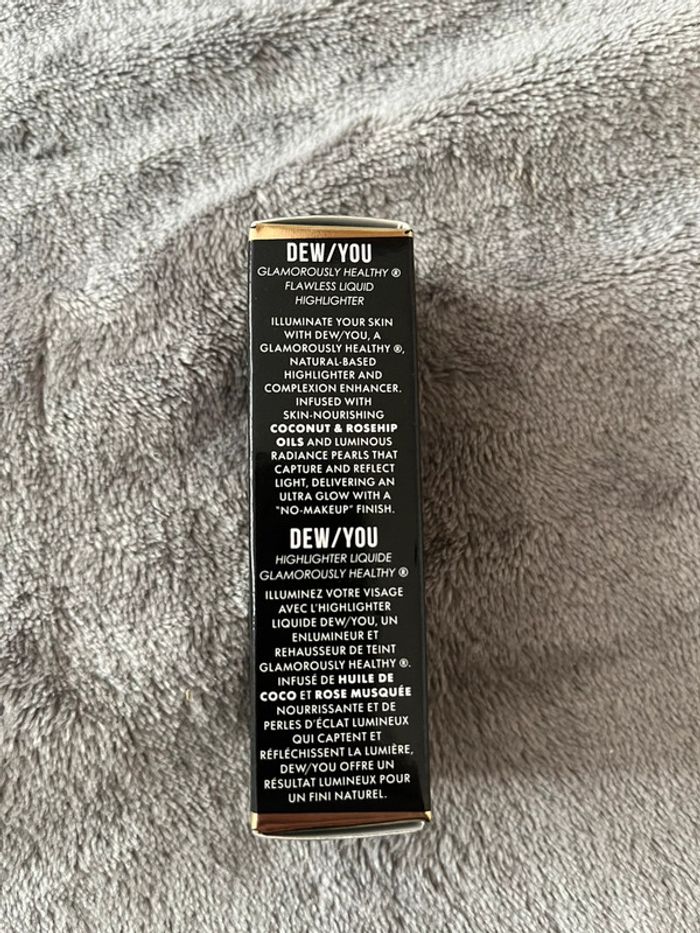 DEW/YOU
GLAMOROUSLY HEALTHY ®
FLAWLESS LIQUID
HIGHLIGHTER
ILLUMINATE YOUR SKIN
WITH DEW/YOU, A
GLAMOROUSLY HEALTHY ®,
NATURAL-BASED
HIGHLIGHTER AND
COMPLEXION ENHANCER.
INFUSED WITH
SKIN-NOURISHING
COCONUT & ROSEHIP
OILS AND LUMINOUS
RADIANCE PEARLS THAT
CAPTURE AND REFLECT
LIGHT, DELIVERING AN
ULTRA GLOW WITH A
"NO-MAKEUP" FINISH.
DEW/YOU
HIGHLIGHTER LIQUIDE
GLAMOROUSLY HEALTHY ®
ILLUMINEZ VOTRE VISAGE
AVEC L'HIGHLIGHTER
LIQUIDE DEW/YOU, UN
ENLUMINEUR ET
REHAUSSEUR DE TEINT
GLAMOROUSLY HEALTHY ®.
INFUSÉ DE HUILE DE
COCO ET ROSE MUSQUÉE
NOURRISSANTE ET DE
PERLES D'ÉCLAT LUMINEUX
QUI CAPTENT ET
RÉFLÉCHISSENT LA LUMIÈRE,
DEW/YOU OFFRE UN
RÉSULTAT LUMINEUX POUR
UN FINI NATUREL.